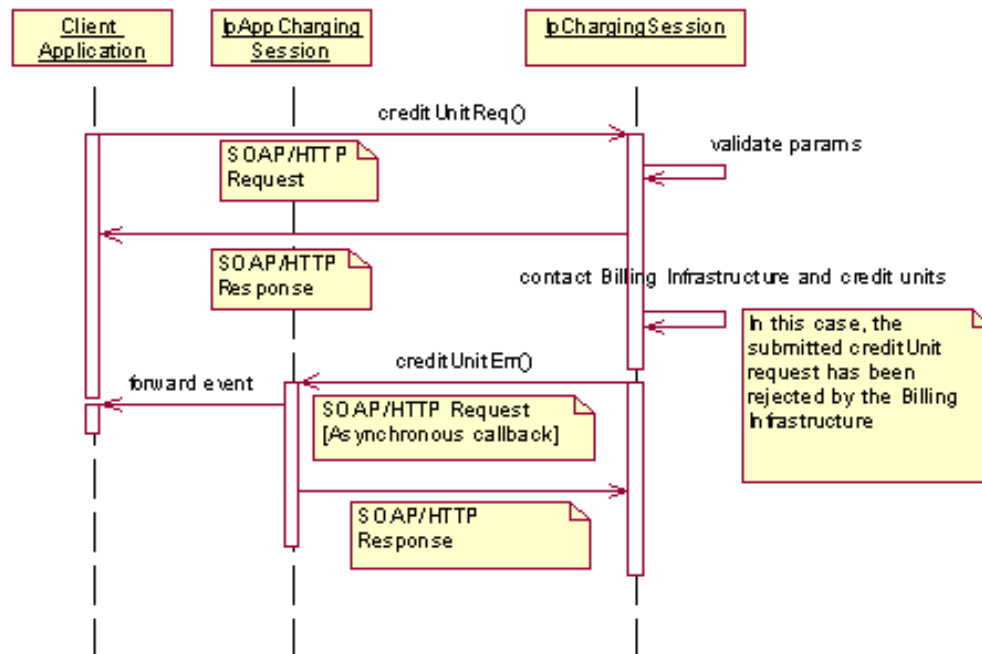 Client
Application
IpAppCharging
Session
IpChargingSession
creditUnitReq()
validate params
SOAP/HTTP
Request
SOAP/HTTP
Response
contact Billing Infrastructure and credit units
In this case, the
submitted creditUnit
request has been
rejected by the Billing
Infrastructure
creditUnitErr()
forward event
SOAP/HTTP Request
[Asynchronous callback]
SOAP/HTTP
Response